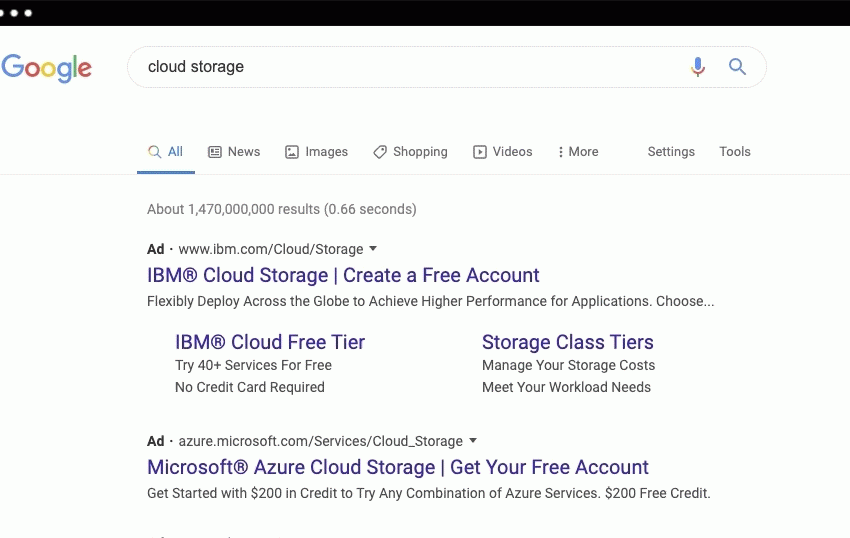 Google
cloud storage
All News Images Shopping Videos More Settings Tools
About 1,470,000,000 results (0.66 seconds)
Ad · www.ibm.com/Cloud/Storage
IBM® Cloud Storage | Create a Free Account
Flexibly Deploy Across the Globe to Achieve Higher Performance for Applications. Choose...
IBM® Cloud Free Tier
Try 40+ Services For Free
No Credit Card Required
Storage Class Tiers
Manage Your Storage Costs
Meet Your Workload Needs
Ad · azure.microsoft.com/Services/Cloud_Storage
Microsoft® Azure Cloud Storage | Get Your Free Account
Get Started with $200 in Credit to Try Any Combination of Azure Services. $200 Free Credit.